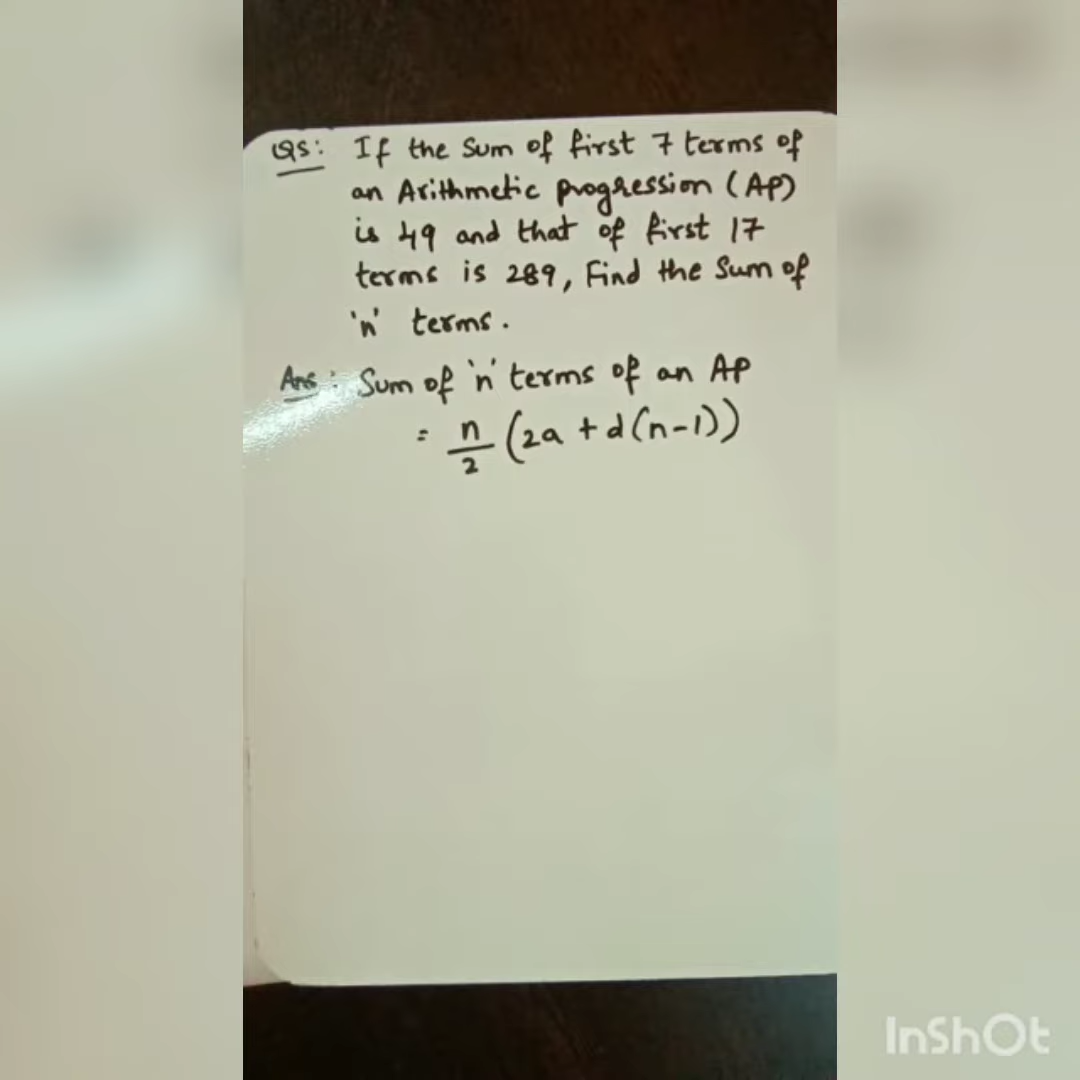 Qs: If the Sum of first 7 terms of
an Arithmetic progression (AP)
is 49 and that of first 17
terms is 289, Find the Sum of
'n' terms.
Ans: Sum of 'n' terms of an AP
= n/2 (2a + d(n-1))
InShOt